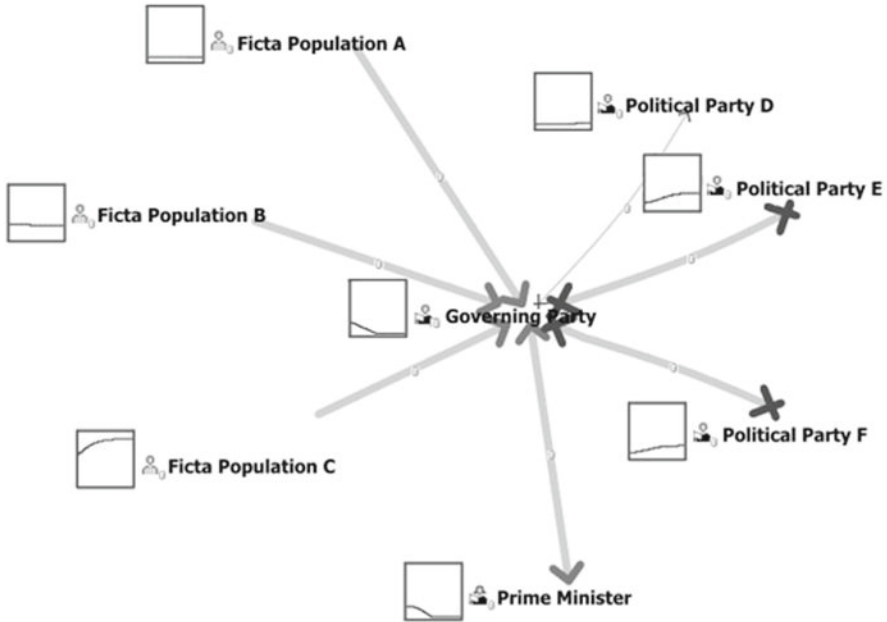 Ficta Population A
Political Party D
Political Party E
Ficta Population B
Governing Party
Political Party F
Ficta Population C
Prime Minister